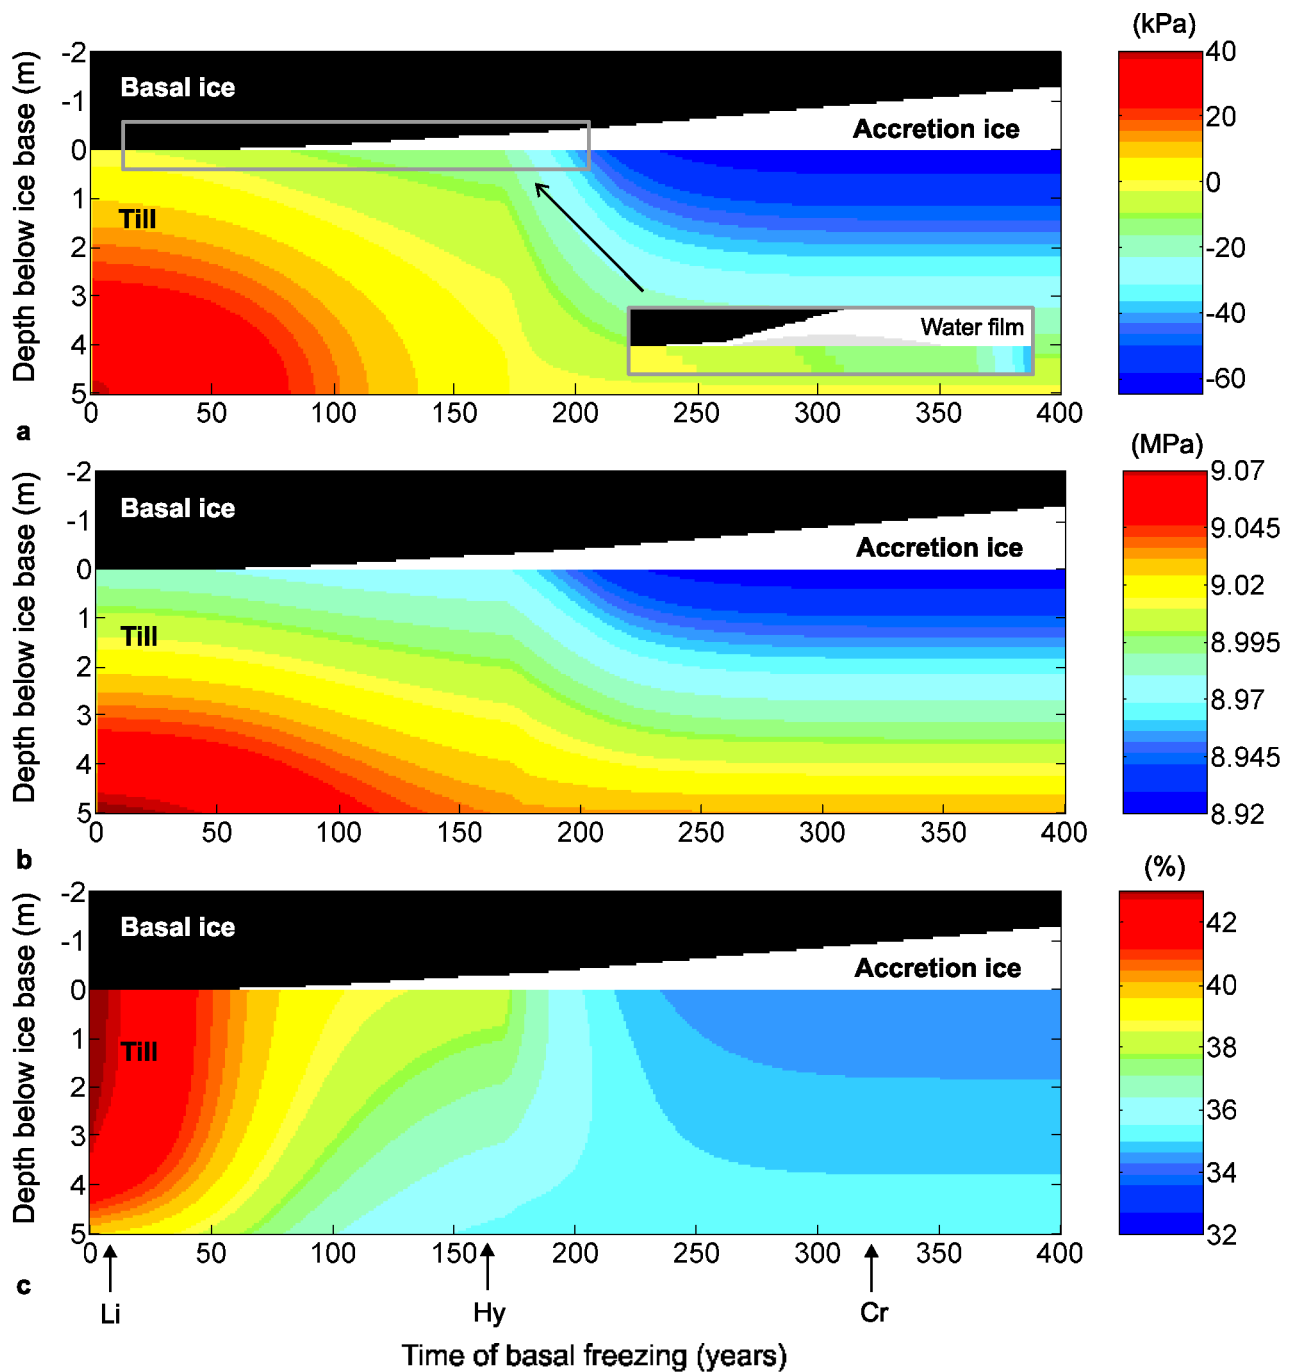 (kPa)
Depth below ice base (m)
-2
-1
0
1
2
3
4
5
Basal ice
Accretion ice
Till
Water film
0 50 100 150 200 250 300 350 400
40
20
0
-20
-40
-60
a
(MPa)
Depth below ice base (m)
-2
-1
0
1
2
3
4
5
Basal ice
Accretion ice
Till
0 50 100 150 200 250 300 350 400
9.07
9.045
9.02
8.995
8.97
8.945
8.92
b
(%)
Depth below ice base (m)
-2
-1
0
1
2
3
4
5
Basal ice
Accretion ice
Till
0 50 100 150 200 250 300 350 400
42
40
38
36
34
32
c
Li Hy Cr
Time of basal freezing (years)